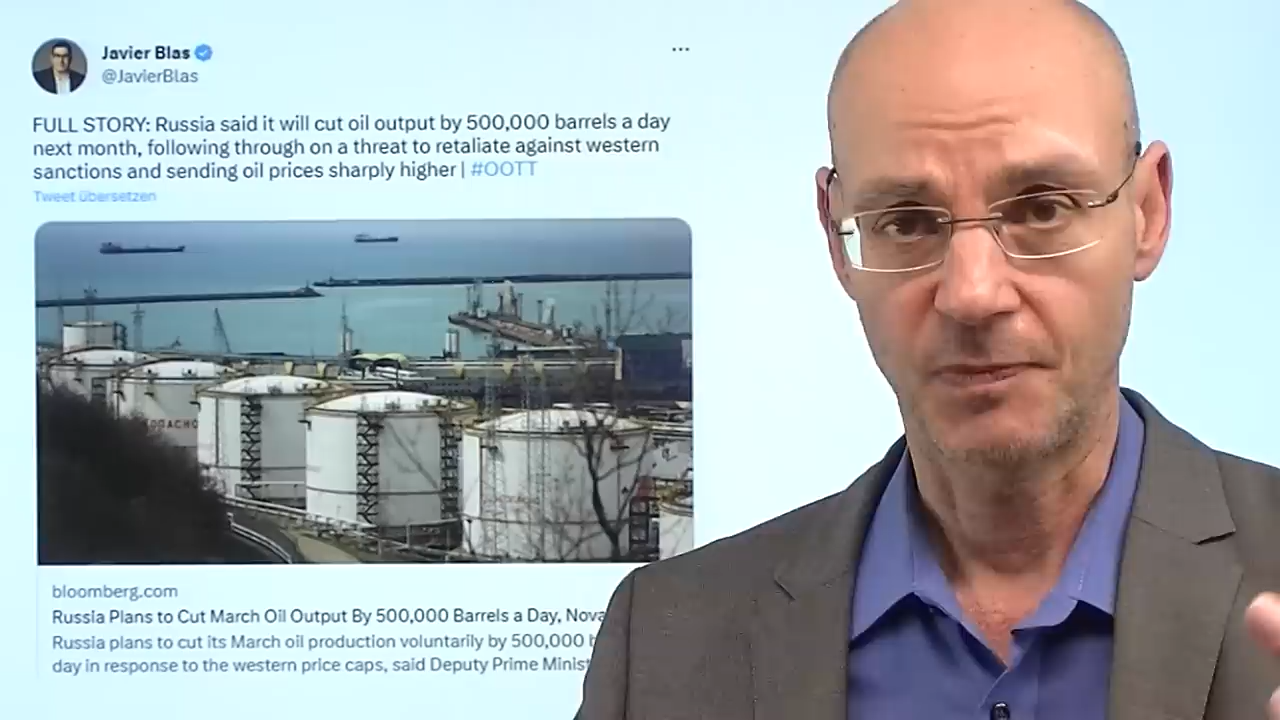 Javier Blas
@JavierBlas
FULL STORY: Russia said it will cut oil output by 500,000 barrels a day
next month, following through on a threat to retaliate against western
sanctions and sending oil prices sharply higher | #OOTT
Tweet übersetzen
bloomberg.com
Russia Plans to Cut March Oil Output By 500,000 Barrels a Day, Nova
Russia plans to cut its March oil production voluntarily by 500,000
day in response to the western price caps, said Deputy Prime Minist